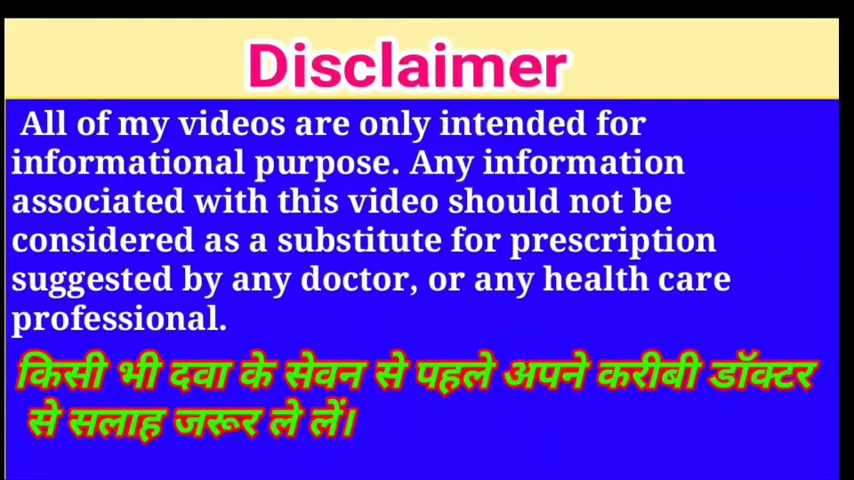 Disclaimer
All of my videos are only intended for
informational purpose. Any information
associated with this video should not be
considered as a substitute for prescription
suggested by any doctor, or any health care
professional.
किसी भी दवा के सेवन से पहले अपने करीबी डॉक्टर
से सलाह जरूर ले लें।